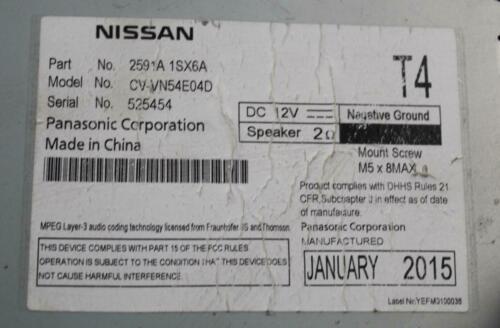 NISSAN
Part No. 2591A 1SX6A
Model No. CV-VN54E04D
Serial No. 525454
Panasonic Corporation
Made in China
T4
DC 12V Negative Ground
Speaker 2Ω
Mount Screw
M5 x 8MAX
Product complies with DHHS Rules 21
CFR,Subchapter J in effect as of date
of manufacture.
Panasonic Corporation
MANUFACTURED
JANUARY 2015
MPEG Layer-3 audio coding technology licensed from Fraunhofer IIS and Thomson.
THIS DEVICE COMPLIES WITH PART 15 OF THE FCC RULES
OPERATION IS SUBJECT TO THE CONDITION THAT THIS DEVICE DOES
NOT CAUSE HARMFUL INTERFERENCE.
Label Nr:YEFM3100036